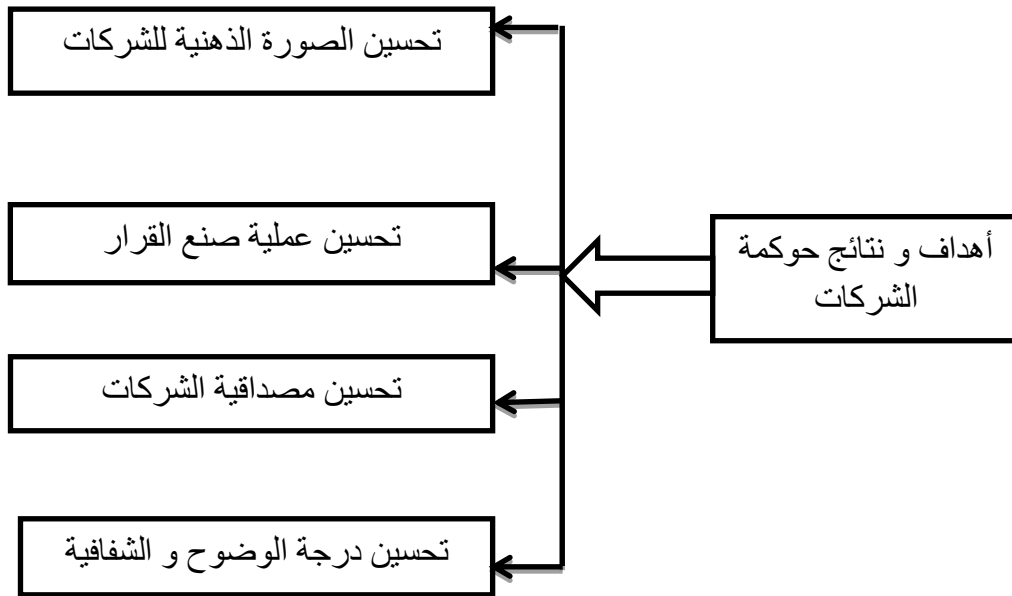 أهداف و نتائج حوكمة
الشركات
تحسين الصورة الذهنية للشركات
تحسين عملية صنع القرار
تحسين مصداقية الشركات
تحسين درجة الوضوح و الشفافية